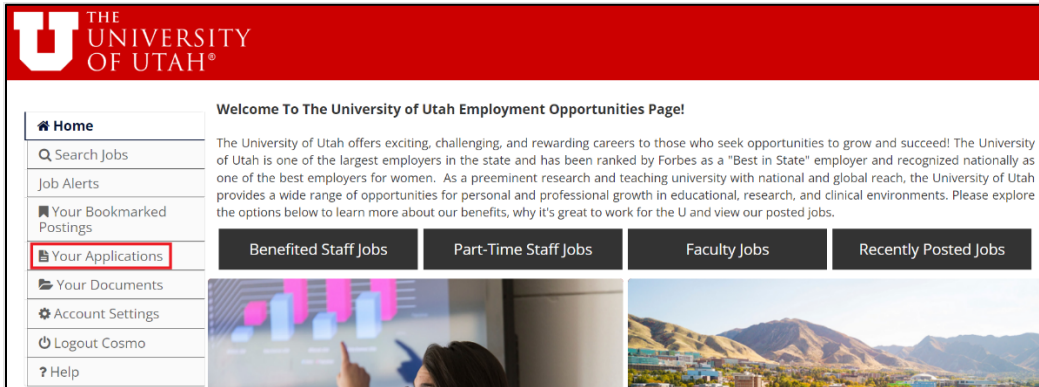 THE
UNIVERSITY
OF UTAH®
Home
Search Jobs
Job Alerts
Your Bookmarked
Postings
Your Applications
Your Documents
Account Settings
Logout Cosmo
? Help
Welcome To The University of Utah Employment Opportunities Page!
The University of Utah offers exciting, challenging, and rewarding careers to those who seek opportunities to grow and succeed! The University
of Utah is one of the largest employers in the state and has been ranked by Forbes as a "Best in State" employer and recognized nationally as
one of the best employers for women.  As a preeminent research and teaching university with national and global reach, the University of Utah
provides a wide range of opportunities for personal and professional growth in educational, research, and clinical environments. Please explore
the options below to learn more about our benefits, why it's great to work for the U and view our posted jobs.
Benefited Staff Jobs
Part-Time Staff Jobs
Faculty Jobs
Recently Posted Jobs